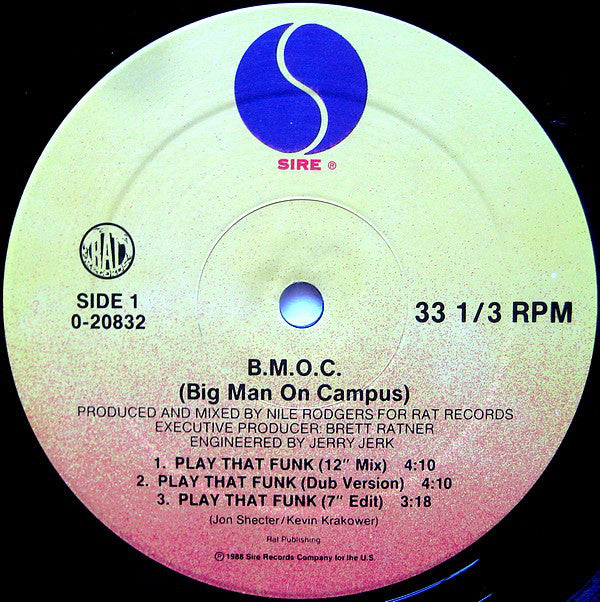 SIRE ®
RAT
SIDE 1
0-20832
33 1/3 RPM
B.M.O.C.
(Big Man On Campus)
PRODUCED AND MIXED BY NILE RODGERS FOR RAT RECORDS
EXECUTIVE PRODUCER: BRETT RATNER
ENGINEERED BY JERRY JERK
1. PLAY THAT FUNK (12" Mix) 4:10
2. PLAY THAT FUNK (Dub Version) 4:10
3. PLAY THAT FUNK (7" Edit) 3:18
(Jon Shecter/Kevin Krakower)
Rat Publishing
℗©1988 Sire Records Company for the U.S.